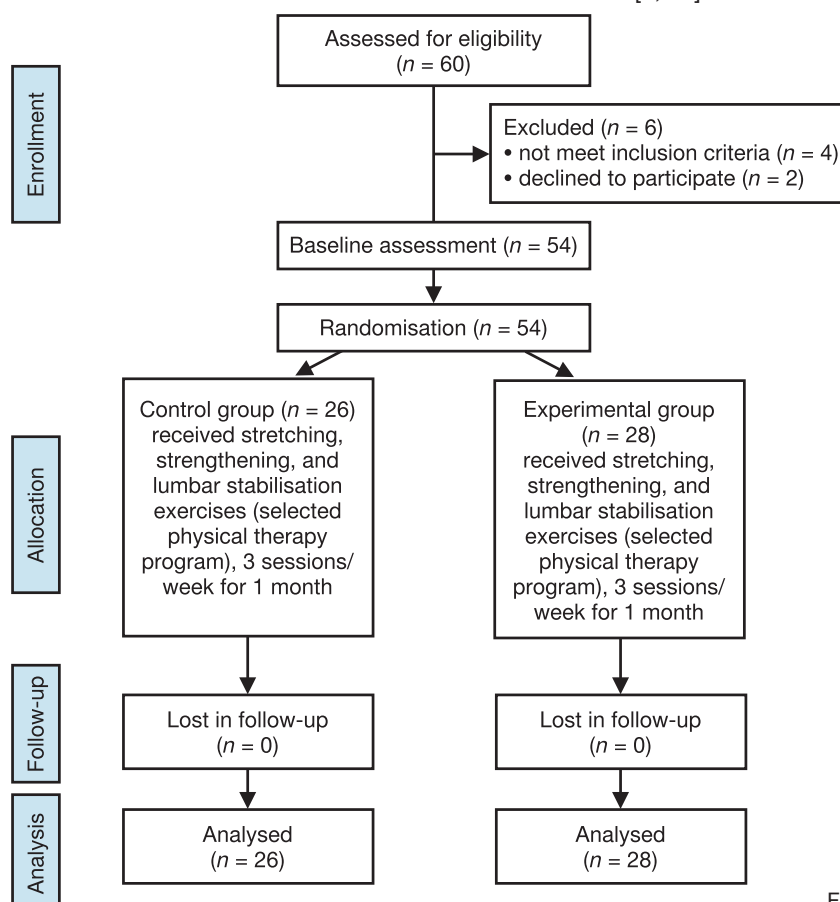 Assessed for eligibility
(n = 60)
Enrollment
Excluded (n = 6)
• not meet inclusion criteria (n = 4)
• declined to participate (n = 2)
Baseline assessment (n = 54)
Randomisation (n = 54)
Allocation
Control group (n = 26)
received stretching,
strengthening, and
lumbar stabilisation
exercises (selected
physical therapy
program), 3 sessions/
week for 1 month
Experimental group
(n = 28)
received stretching,
strengthening, and
lumbar stabilisation
exercises (selected
physical therapy
program), 3 sessions/
week for 1 month
Follow-up
Lost in follow-up
(n = 0)
Lost in follow-up
(n = 0)
Analysis
Analysed
(n = 26)
Analysed
(n = 28)